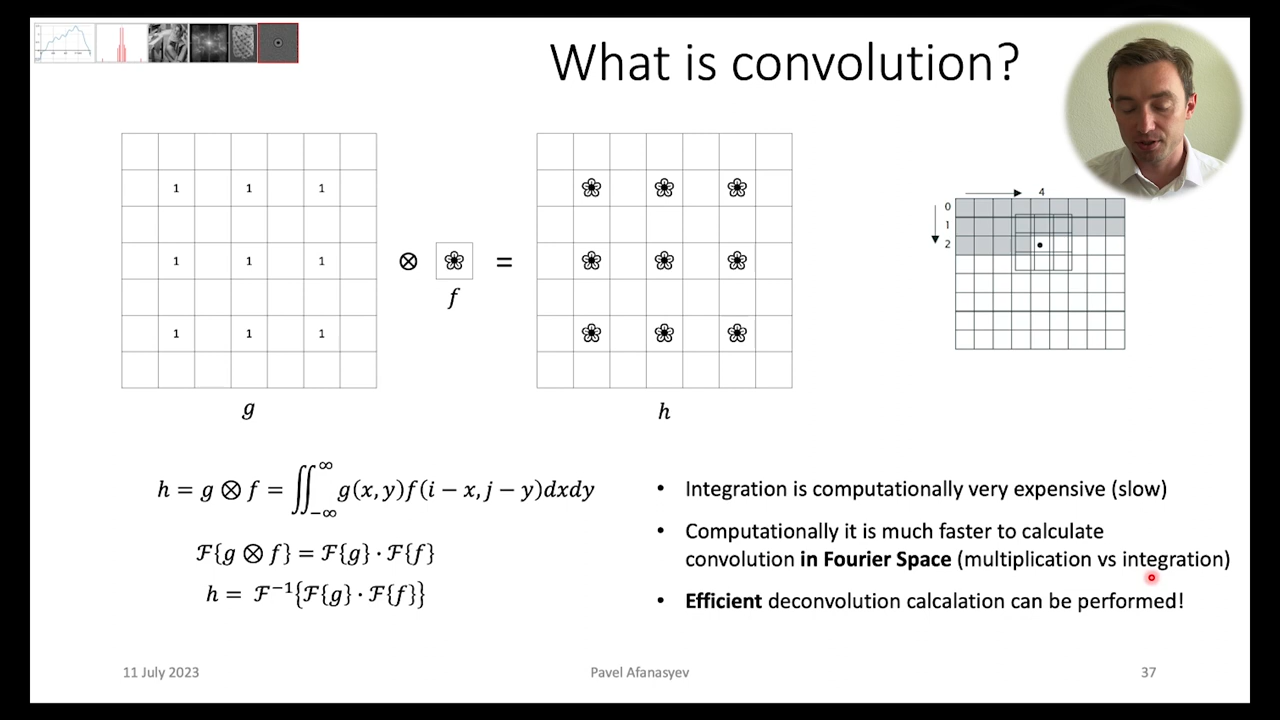 What is convolution?
1 1 1
1 1 1
1 1 1
⊗
f
=
g
h
4
0
1
2
h = g ⊗ f = ∬_{-∞}^{∞} g(x, y)f(i − x, j − y)dxdy
ℱ{g ⊗ f} = ℱ{g} · ℱ{f}
h = ℱ⁻¹{ℱ{g} · ℱ{f}}
• Integration is computationally very expensive (slow)
• Computationally it is much faster to calculate
convolution in Fourier Space (multiplication vs integration)
• Efficient deconvolution calcalation can be performed!
11 July 2023
Pavel Afanasyev
37